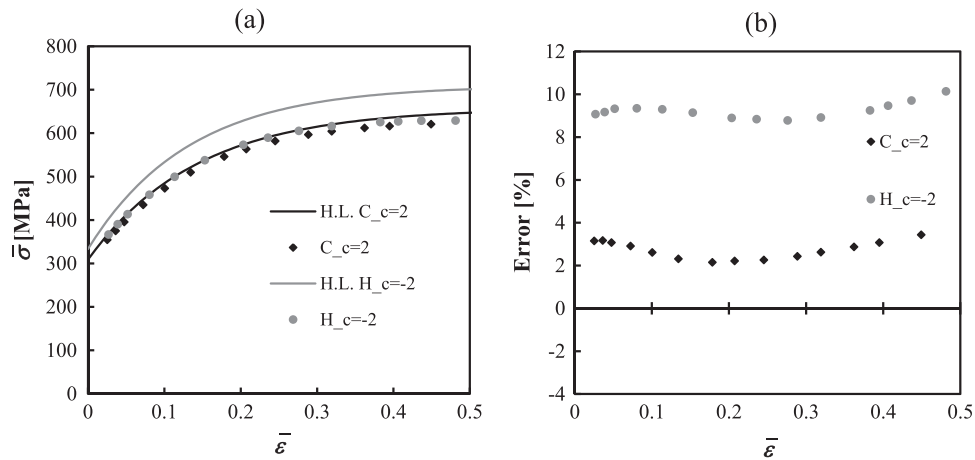 (a)
800
700
600
500
400
300
200
100
0
0 0.1 0.2 0.3 0.4 0.5
σ̄ [MPa]
ε̄
H.L. C_c=2
C_c=2
H.L. H_c=-2
H_c=-2
(b)
12
10
8
6
4
2
0
-2
-4
0 0.1 0.2 0.3 0.4 0.5
Error [%]
ε̄
C_c=2
H_c=-2